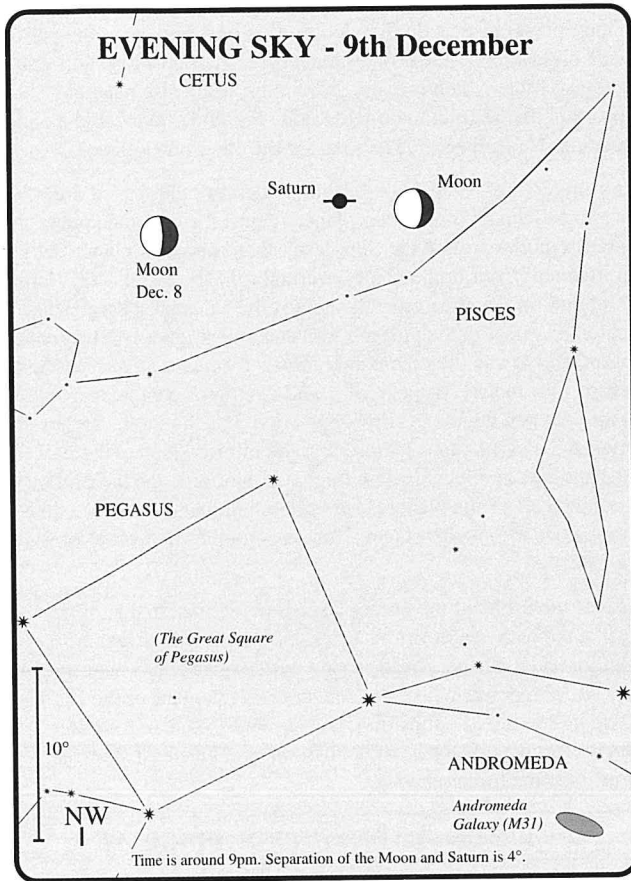 EVENING SKY - 9th December
CETUS
Saturn
Moon
Moon
Dec. 8
PISCES
PEGASUS
(The Great Square
of Pegasus)
10°
ANDROMEDA
NW
Andromeda
Galaxy (M31)
Time is around 9pm. Separation of the Moon and Saturn is 4°.